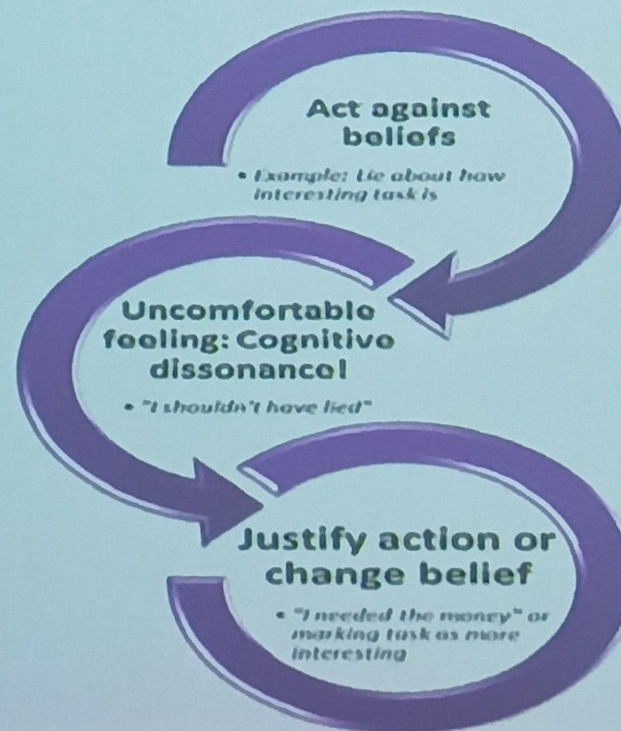 Act against
beliefs
• Example: Lie about how
interesting task is
Uncomfortable
feeling: Cognitive
dissonance!
• "I shouldn't have lied"
Justify action or
change belief
• "I needed the money" or
marking task as more
interesting